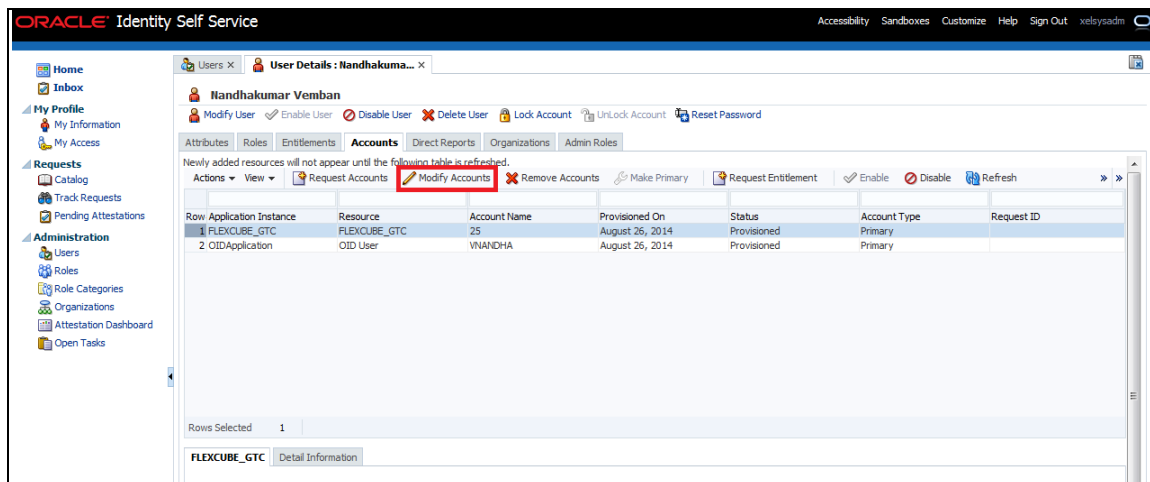 ORACLE Identity Self Service
Accessibility Sandboxes Customize Help Sign Out xelsysadm
Home
Inbox
My Profile
My Information
My Access
Requests
Catalog
Track Requests
Pending Attestations
Administration
Users
Roles
Role Categories
Organizations
Attestation Dashboard
Open Tasks
Users × User Details : Nandhakuma... ×
Nandhakumar Vemban
Modify User Enable User Disable User Delete User Lock Account UnLock Account Reset Password
Attributes Roles Entitlements Accounts Direct Reports Organizations Admin Roles
Newly added resources will not appear until the following table is refreshed.
Actions View Request Accounts Modify Accounts Remove Accounts Make Primary Request Entitlement Enable Disable Refresh » »
Row Application Instance Resource Account Name Provisioned On Status Account Type Request ID
1 FLEXCUBE_GTC FLEXCUBE_GTC 25 August 26, 2014 Provisioned Primary
2 OIDApplication OID User VNANDHA August 26, 2014 Provisioned Primary
Rows Selected 1
FLEXCUBE_GTC Detail Information